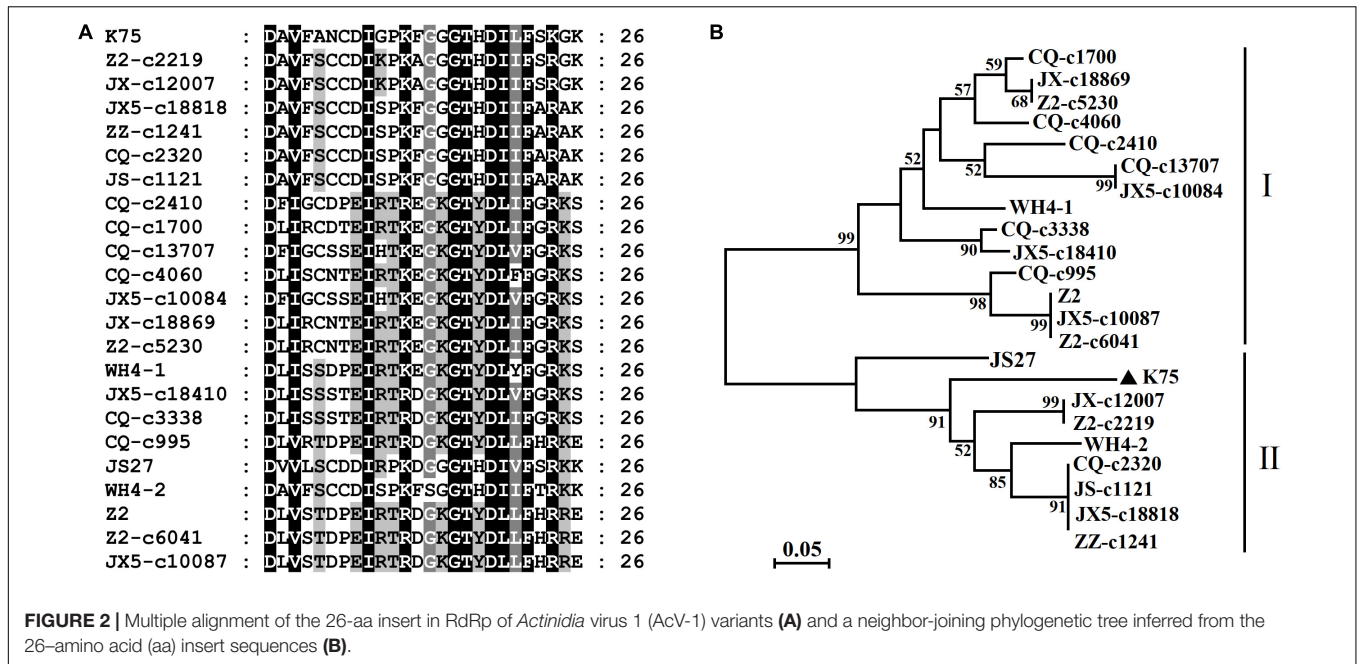 A
K75 : DAVFANCDIGPKFGGGTHDILFSKGK : 26
Z2-c2219 : DAVFSCCDIKPKAGGGTHDIIFSRGK : 26
JX-c12007 : DAVFSCCDIKPKAGGGTHDIIFSRGK : 26
JX5-c18818 : DAVFSCCDISPKFGGGTHDIIFARAK : 26
ZZ-c1241 : DAVFSCCDISPKFGGGTHDIIFARAK : 26
CQ-c2320 : DAVFSCCDISPKFGGGTHDIIFARAK : 26
JS-c1121 : DAVFSCCDISPKFGGGTHDIIFARAK : 26
CQ-c2410 : DFIGCDPEIRTREGKGTYDLIFGRKS : 26
CQ-c1700 : DLIRCDTEIRTKEGKGTYDLIFGRKS : 26
CQ-c13707 : DFIGCSSEIHTKEGKGTYDLVFGRKS : 26
CQ-c4060 : DLISCNTEIRTKEGKGTYDLFFGRKS : 26
JX5-c10084 : DFIGCSSEIHTKEGKGTYDLVFGRKS : 26
JX-c18869 : DLIRCNTEIRTKEGKGTYDLIFGRKS : 26
Z2-c5230 : DLIRCNTEIRTKEGKGTYDLIFGRKS : 26
WH4-1 : DLISSDPEIRTKEGKGTYDLYFGRKS : 26
JX5-c18410 : DLISSSTEIRTRDGKGTYDLVFGRKS : 26
CQ-c3338 : DLISSSTEIRTRDGKGTYDLIFGRKS : 26
CQ-c995 : DLVRTDPEIRTRDGKGTYDLLFHRKE : 26
JS27 : DVVLSCDDIRPKDGGGTHDIVFSRKK : 26
WH4-2 : DAVFSCCDISPKFSGGTHDIIFTRKK : 26
Z2 : DLVSTDPEIRTRDGKGTYDLLFHRRE : 26
Z2-c6041 : DLVSTDPEIRTRDGKGTYDLLFHRRE : 26
JX5-c10087 : DLVSTDPEIRTRDGKGTYDLLFHRRE : 26
B
CQ-c1700
59
JX-c18869
57
68
Z2-c5230
CQ-c4060
CQ-c2410
52
CQ-c13707
52
99
JX5-c10084
I
WH4-1
CQ-c3338
99
90
JX5-c18410
CQ-c995
98
Z2
99
JX5-c10087
Z2-c6041
JS27
K75
99
JX-c12007
91
Z2-c2219
WH4-2
52
II
CQ-c2320
85
JS-c1121
91
JX5-c18818
ZZ-c1241
0.05
FIGURE 2 | Multiple alignment of the 26-aa insert in RdRp of Actinidia virus 1 (AcV-1) variants (A) and a neighbor-joining phylogenetic tree inferred from the
26–amino acid (aa) insert sequences (B).